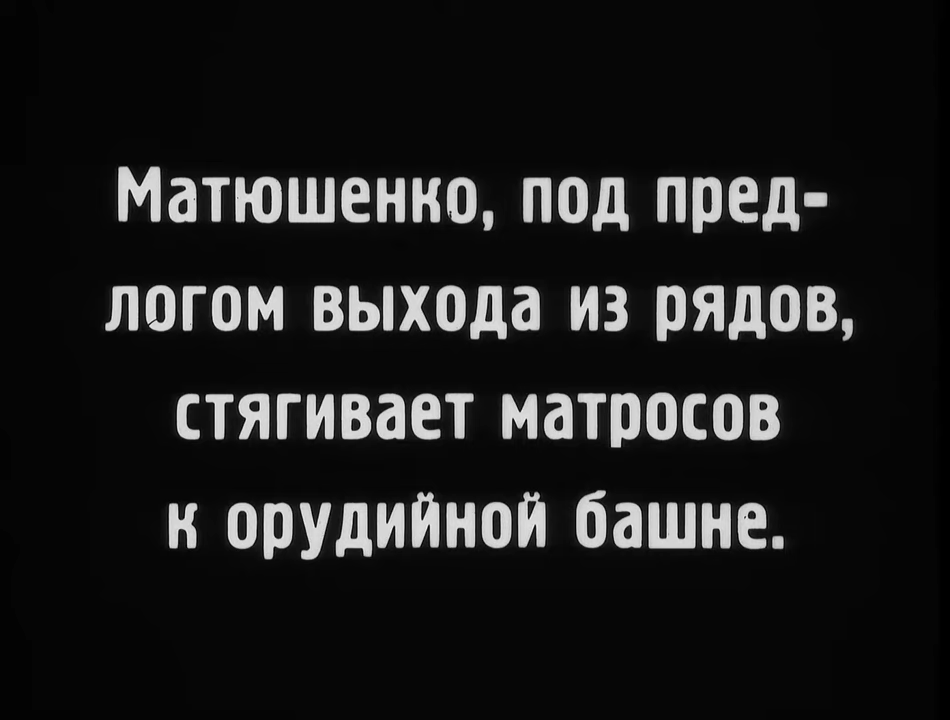 Матюшенко, под пред-
логом выхода из рядов,
стягивает матросов
к орудийной башне.